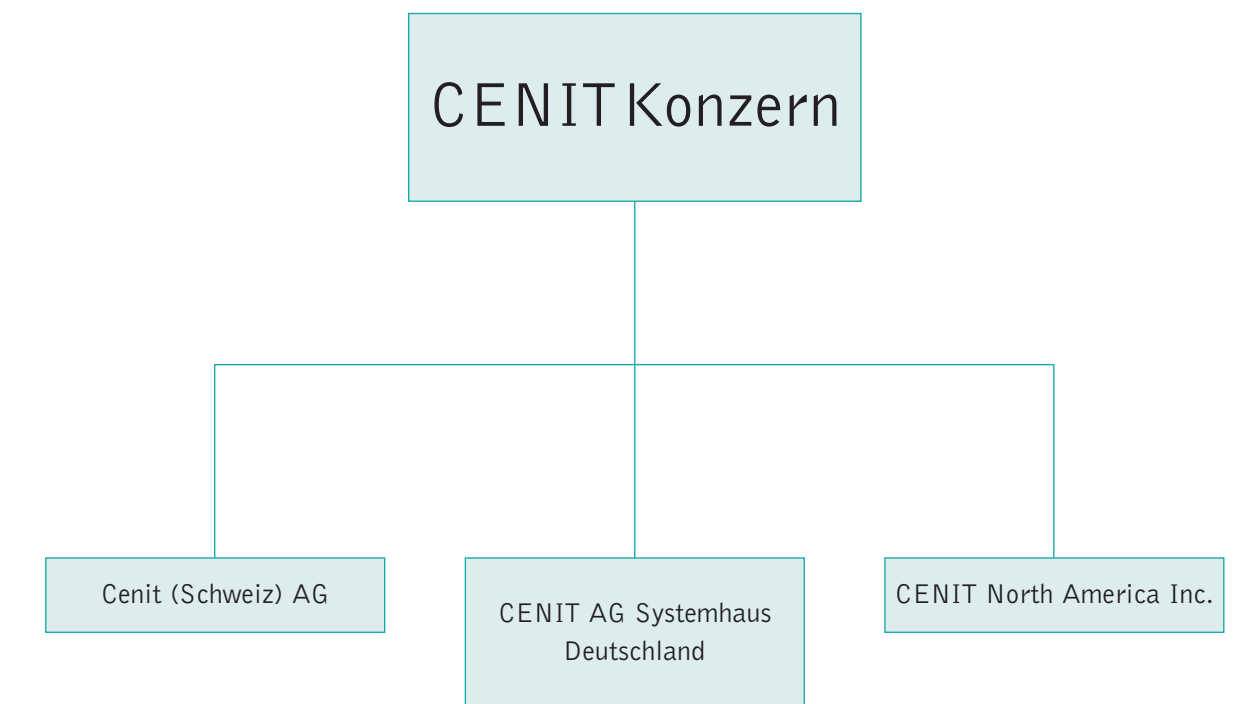 CENIT Konzern
Cenit (Schweiz) AG
CENIT AG Systemhaus
Deutschland
CENIT North America Inc.